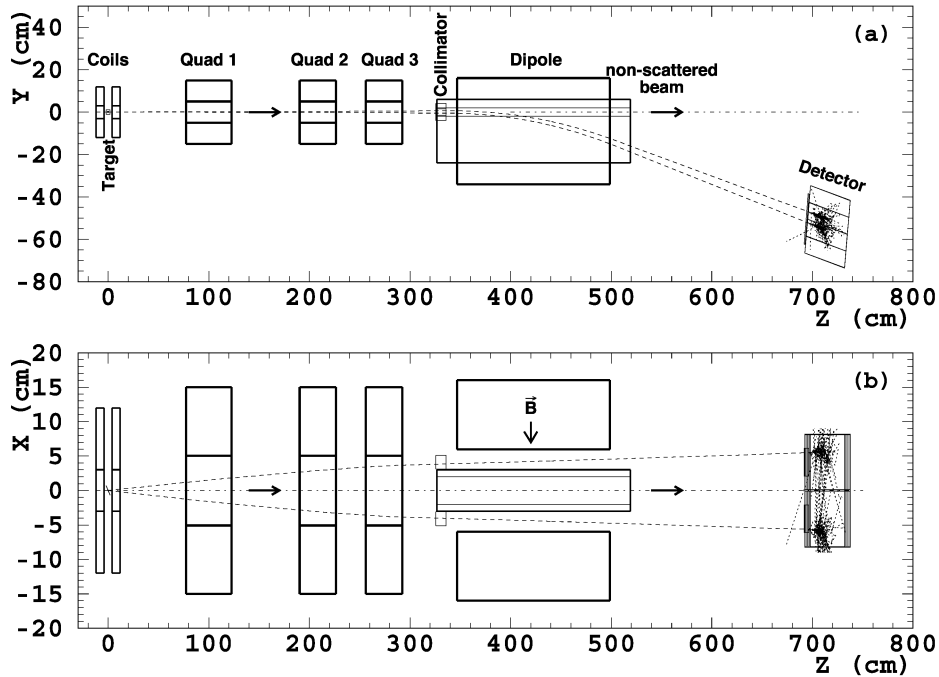 40
20
0
-20
-40
-60
-80
Y (cm)
(a)
Coils
Quad 1
Quad 2
Quad 3
Collimator
Dipole
non-scattered
beam
Target
Detector
0 100 200 300 400 500 600 700 800
Z (cm)
20
15
10
5
0
-5
-10
-15
-20
X (cm)
(b)
B
0 100 200 300 400 500 600 700 800
Z (cm)